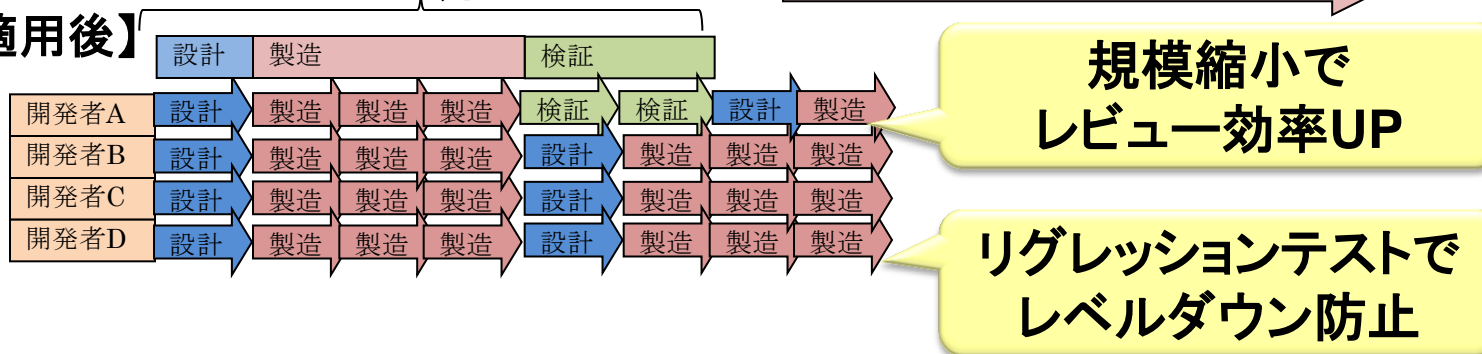 適用後】
設計 製造 検証
開発者A 設計 製造 製造 製造 検証 検証 設計 製造
開発者B 設計 製造 製造 製造 設計 製造 製造 製造
開発者C 設計 製造 製造 製造 設計 製造 製造 製造
開発者D 設計 製造 製造 製造 設計 製造 製造 製造
規模縮小で
レビュー効率UP
リグレッションテストで
レベルダウン防止